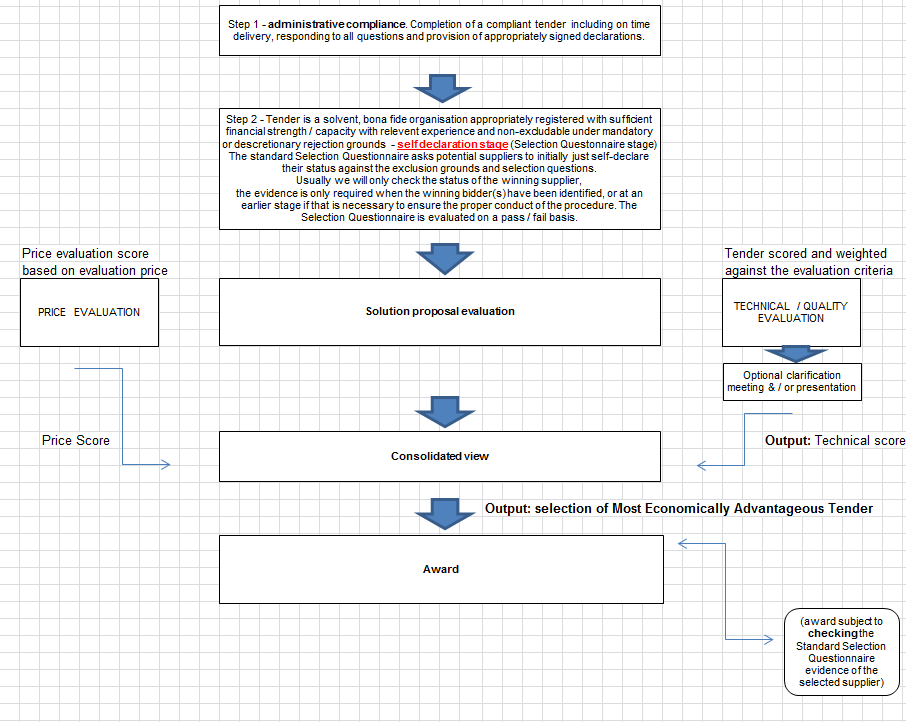 Step 1 - administrative compliance. Completion of a compliant tender including on time
delivery, responding to all questions and provision of appropriately signed declarations.
Step 2 - Tender is a solvent, bona fide organisation appropriately registered with sufficient
financial strength / capacity with relevent experience and non-excludable under mandatory
or descretionary rejection grounds - self declaration stage (Selection Questonnaire stage)
The standard Selection Questionnaire asks potential suppliers to initially just self-declare
their status against the exclusion grounds and selection questions.
Usually we will only check the status of the winning supplier,
the evidence is only required when the winning bidder(s) have been identified, or at an
earlier stage if that is necessary to ensure the proper conduct of the procedure. The
Selection Questionnaire is evaluated on a pass / fail basis.
Price evaluation score
based on evaluation price
PRICE EVALUATION
Solution proposal evaluation
Tender scored and weighted
against the evaluation criteria
TECHNICAL / QUALITY
EVALUATION
Optional clarification
meeting & / or presentation
Price Score
Output: Technical score
Consolidated view
Output: selection of Most Economically Advantageous Tender
Award
(award subject to
checking the
Standard Selection
Questionnaire
evidence of the
selected supplier)